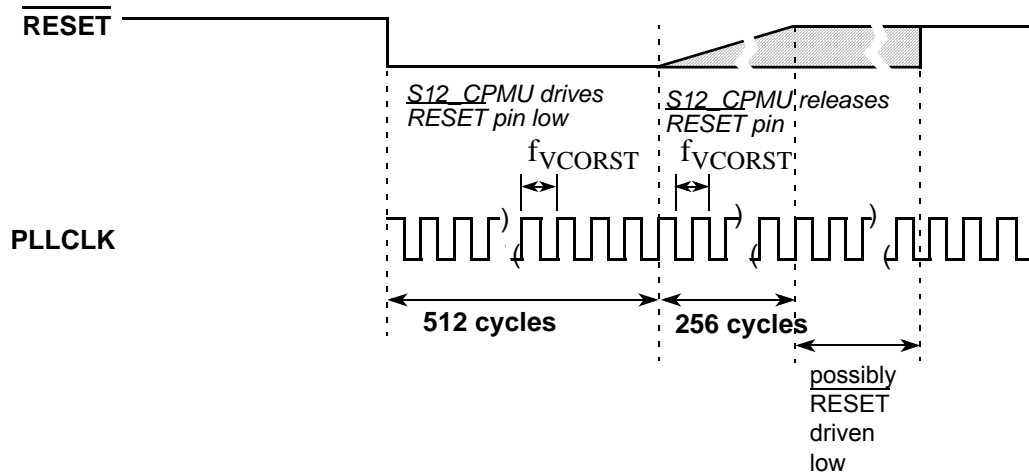 RESET
S12_CPMU drives
RESET pin low
S12_CPMU releases
RESET pin
fVCORST
fVCORST
PLLCLK
) ( ) ( ) (
512 cycles
256 cycles
possibly
RESET
driven
low